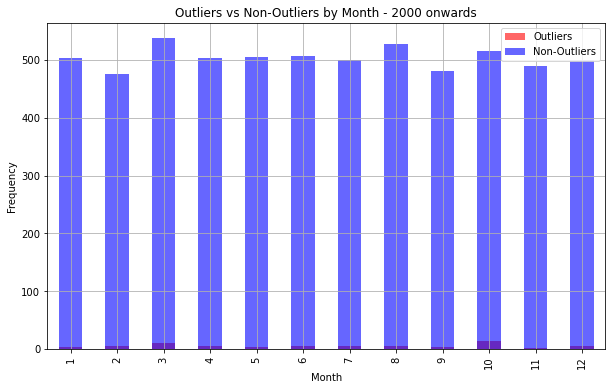 Outliers vs Non-Outliers by Month - 2000 onwards
Outliers
Non-Outliers
500
400
300
200
100
0
Frequency
1 2 3 4 5 6 7 8 9 10 11 12
Month